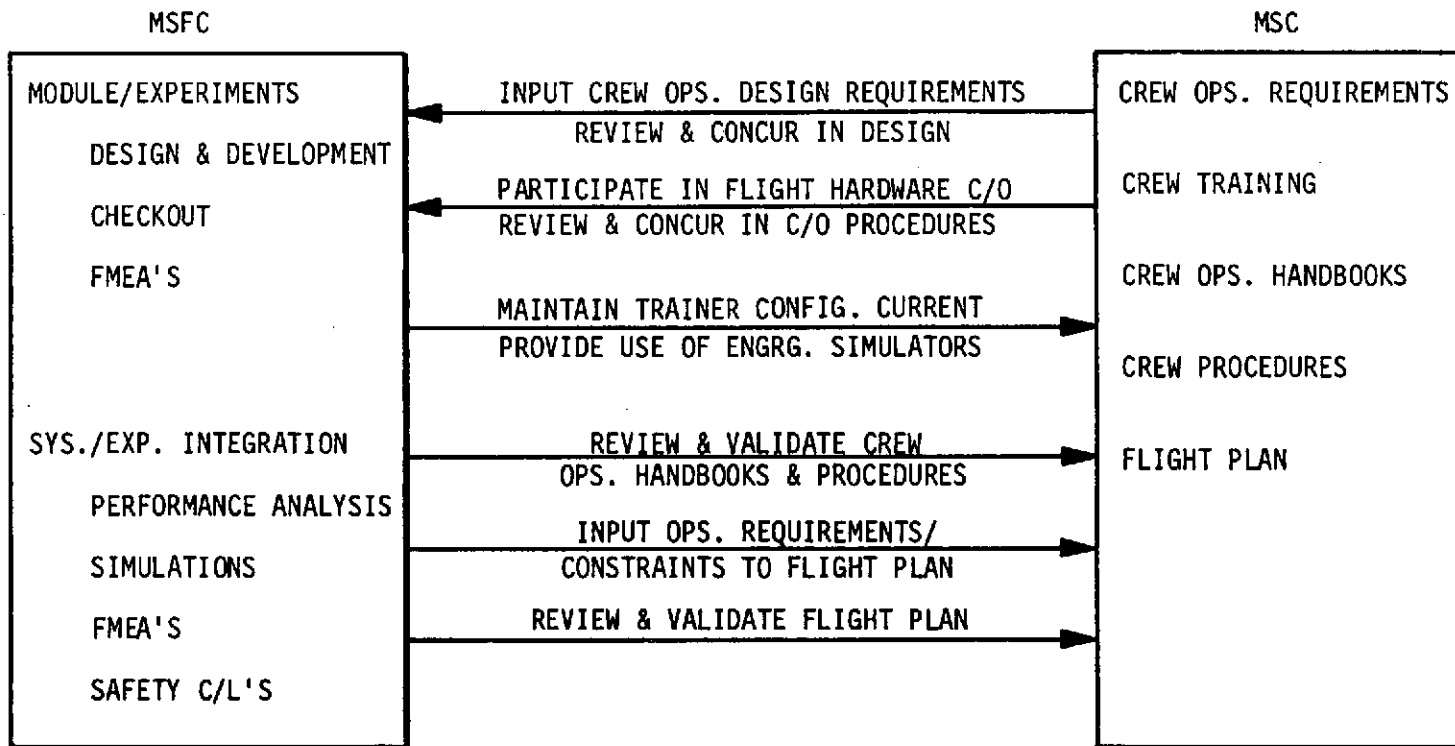 MSFC
MSC
MODULE/EXPERIMENTS
DESIGN & DEVELOPMENT
CHECKOUT
FMEA'S
SYS./EXP. INTEGRATION
PERFORMANCE ANALYSIS
SIMULATIONS
FMEA'S
SAFETY C/L'S
INPUT CREW OPS. DESIGN REQUIREMENTS
REVIEW & CONCUR IN DESIGN
PARTICIPATE IN FLIGHT HARDWARE C/O
REVIEW & CONCUR IN C/O PROCEDURES
MAINTAIN TRAINER CONFIG. CURRENT
PROVIDE USE OF ENGRG. SIMULATORS
REVIEW & VALIDATE CREW
OPS. HANDBOOKS & PROCEDURES
INPUT OPS. REQUIREMENTS/
CONSTRAINTS TO FLIGHT PLAN
REVIEW & VALIDATE FLIGHT PLAN
CREW OPS. REQUIREMENTS
CREW TRAINING
CREW OPS. HANDBOOKS
CREW PROCEDURES
FLIGHT PLAN